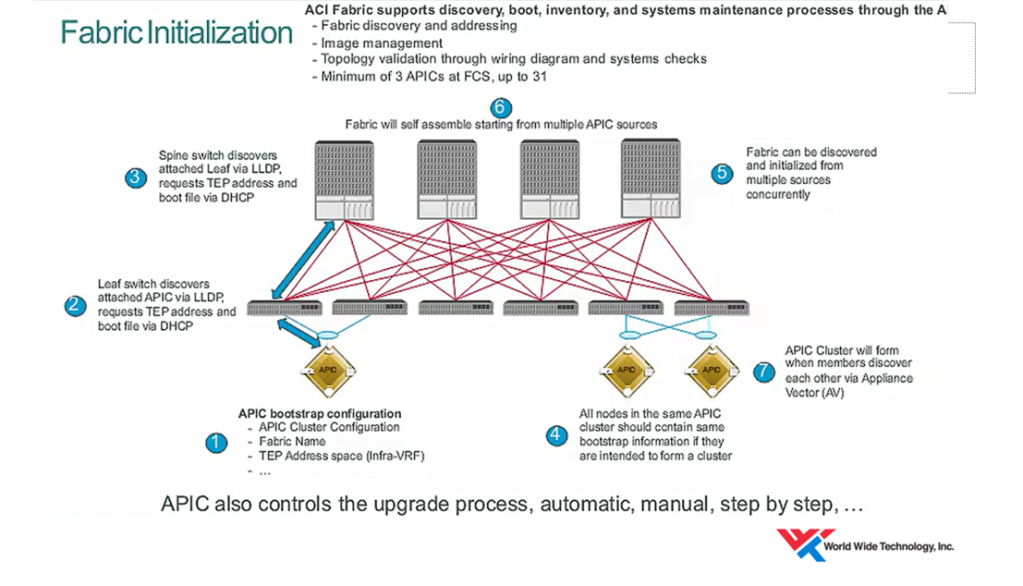 ACI Fabric supports discovery, boot, inventory, and systems maintenance processes through the
Fabric Initialization
- Fabric discovery and addressing
- Image management
- Topology validation through wiring diagram and systems checks
- Minimum of 3 APICs at FCS, up to 31
6
Fabric will self assemble starting from multiple APIC sources
3
Spine switch discovers
attached Leaf via LLDP,
requests TEP address and
boot file via DHCP
5
Fabric can be discovered
and initialized from
multiple sources
concurrently
2
Leaf switch discovers
attached APIC via LLDP,
requests TEP address and
boot file via DHCP
APIC
APIC
APIC
7
APIC Cluster will form
when members discover
each other via Appliance
Vector (AV)
1
APIC bootstrap configuration
- APIC Cluster Configuration
- Fabric Name
- TEP Address space (Infra-VRF)
- ...
4
All nodes in the same APIC
cluster should contain same
bootstrap information if they
are intended to form a cluster
APIC also controls the upgrade process, automatic, manual, step by step, ...
World Wide Technology, Inc.